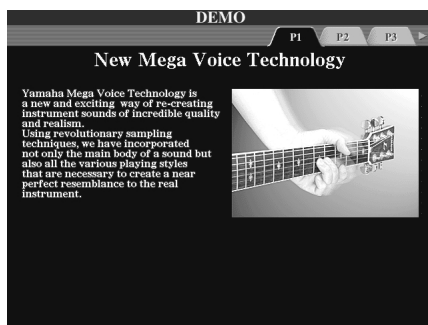 DEMO
P1 P2 P3
New Mega Voice Technology
Yamaha Mega Voice Technology is
a new and exciting way of re-creating
instrument sounds of incredible quality
and realism.
Using revolutionary sampling
techniques, we have incorporated
not only the main body of a sound but
also all the various playing styles
that are necessary to create a near
perfect resemblance to the real
instrument.